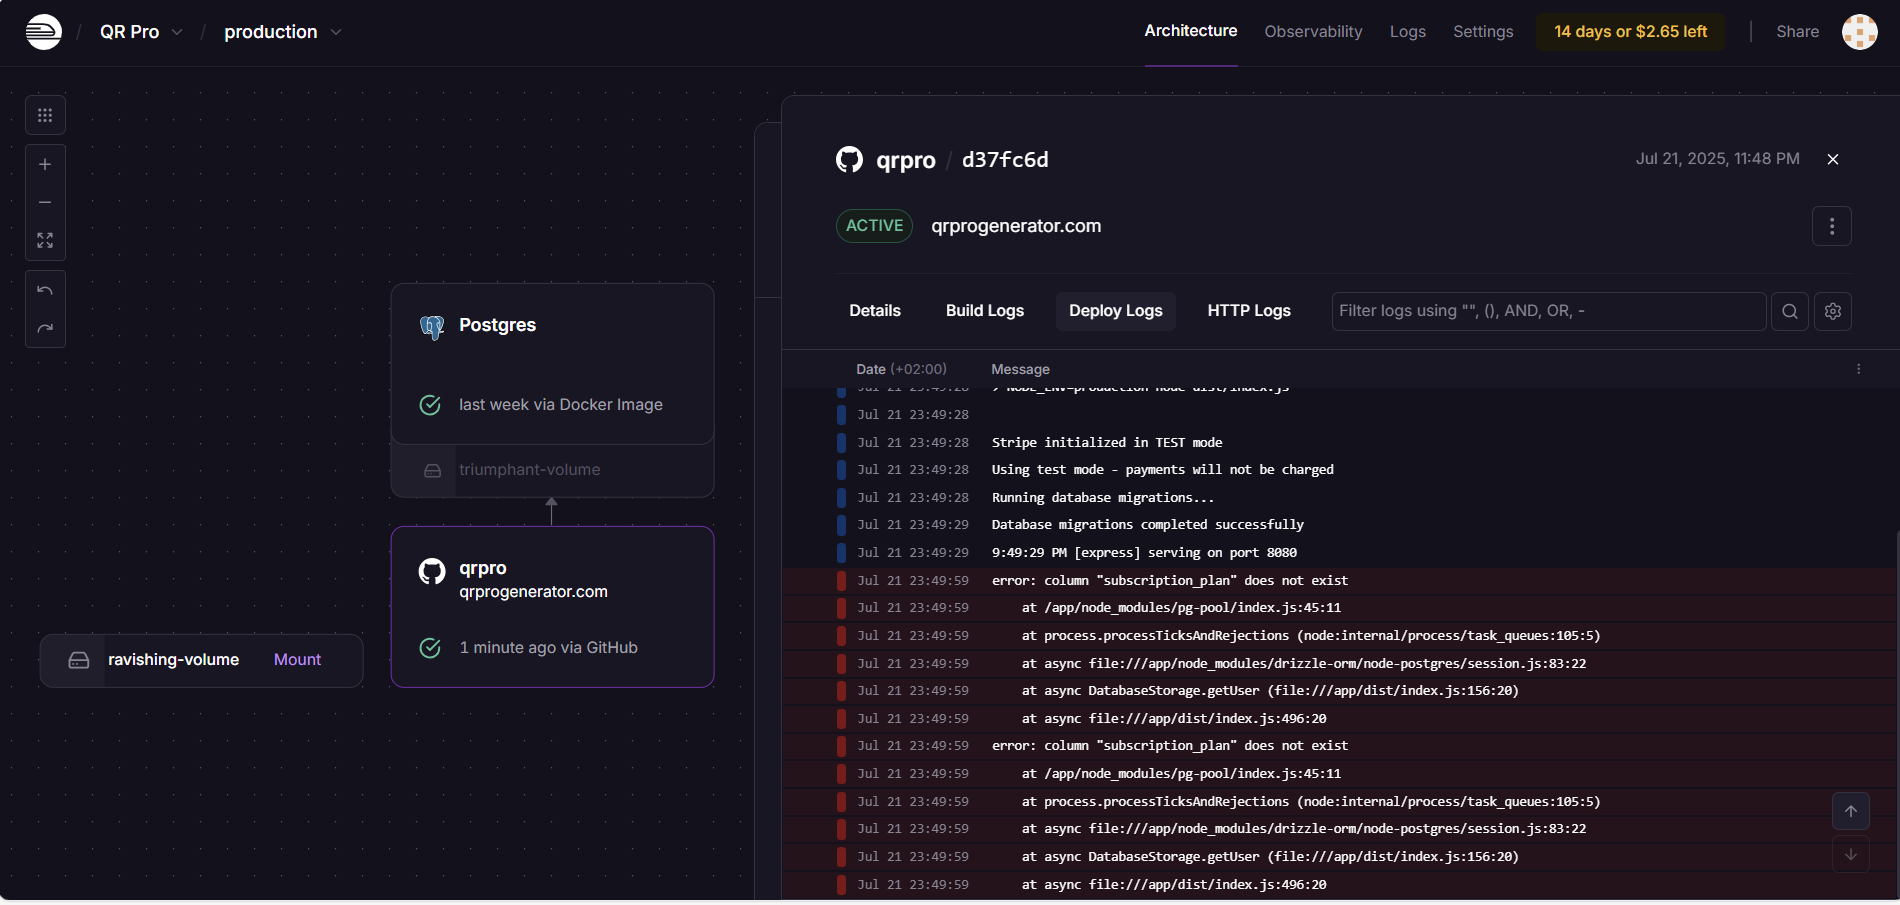 / QR Pro / production
Architecture Observability Logs Settings 14 days or $2.65 left Share
Postgres
last week via Docker Image
triumphant-volume
qrpro
qrprogenerator.com
1 minute ago via GitHub
ravishing-volume Mount
qrpro / d37fc6d Jul 21, 2025, 11:48 PM
ACTIVE qrprogenerator.com
Details Build Logs Deploy Logs HTTP Logs Filter logs using "", (), AND, OR, -
Date (+02:00) Message
Jul 21 23:49:28 > NODE_ENV=production node dist/index.js
Jul 21 23:49:28
Jul 21 23:49:28 Stripe initialized in TEST mode
Jul 21 23:49:28 Using test mode - payments will not be charged
Jul 21 23:49:28 Running database migrations...
Jul 21 23:49:29 Database migrations completed successfully
Jul 21 23:49:29 9:49:29 PM [express] serving on port 8080
Jul 21 23:49:59 error: column "subscription_plan" does not exist
Jul 21 23:49:59 at /app/node_modules/pg-pool/index.js:45:11
Jul 21 23:49:59 at process.processTicksAndRejections (node:internal/process/task_queues:105:5)
Jul 21 23:49:59 at async file:///app/node_modules/drizzle-orm/node-postgres/session.js:83:22
Jul 21 23:49:59 at async DatabaseStorage.getUser (file:///app/dist/index.js:156:20)
Jul 21 23:49:59 at async file:///app/dist/index.js:496:20
Jul 21 23:49:59 error: column "subscription_plan" does not exist
Jul 21 23:49:59 at /app/node_modules/pg-pool/index.js:45:11
Jul 21 23:49:59 at process.processTicksAndRejections (node:internal/process/task_queues:105:5)
Jul 21 23:49:59 at async file:///app/node_modules/drizzle-orm/node-postgres/session.js:83:22
Jul 21 23:49:59 at async DatabaseStorage.getUser (file:///app/dist/index.js:156:20)
Jul 21 23:49:59 at async file:///app/dist/index.js:496:20